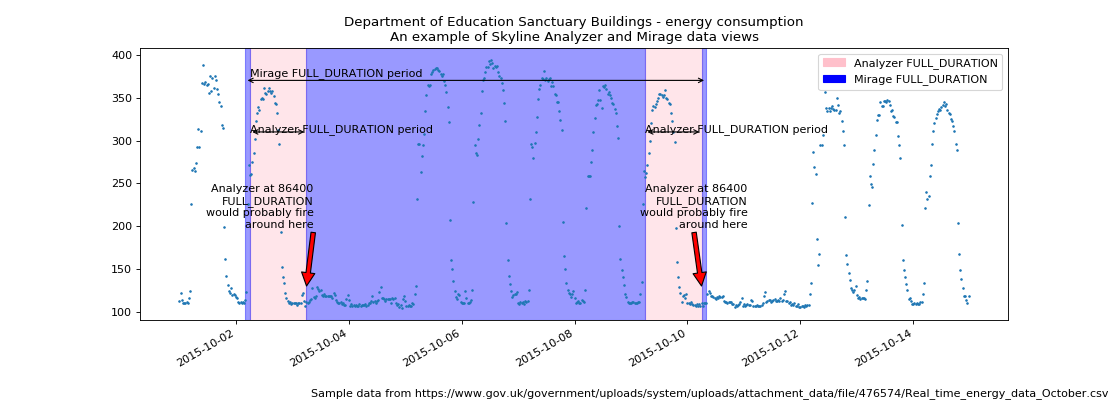 Department of Education Sanctuary Buildings - energy consumption
An example of Skyline Analyzer and Mirage data views
400
350
300
250
200
150
100
Analyzer FULL_DURATION
Mirage FULL_DURATION
Mirage FULL_DURATION period
Analyzer FULL_DURATION period
Analyzer FULL_DURATION period
Analyzer at 86400
FULL_DURATION
would probably fire
around here
Analyzer at 86400
FULL_DURATION
would probably fire
around here
2015-10-02
2015-10-04
2015-10-06
2015-10-08
2015-10-10
2015-10-12
2015-10-14
Sample data from https://www.gov.uk/government/uploads/system/uploads/attachment_data/file/476574/Real_time_energy_data_October.csv